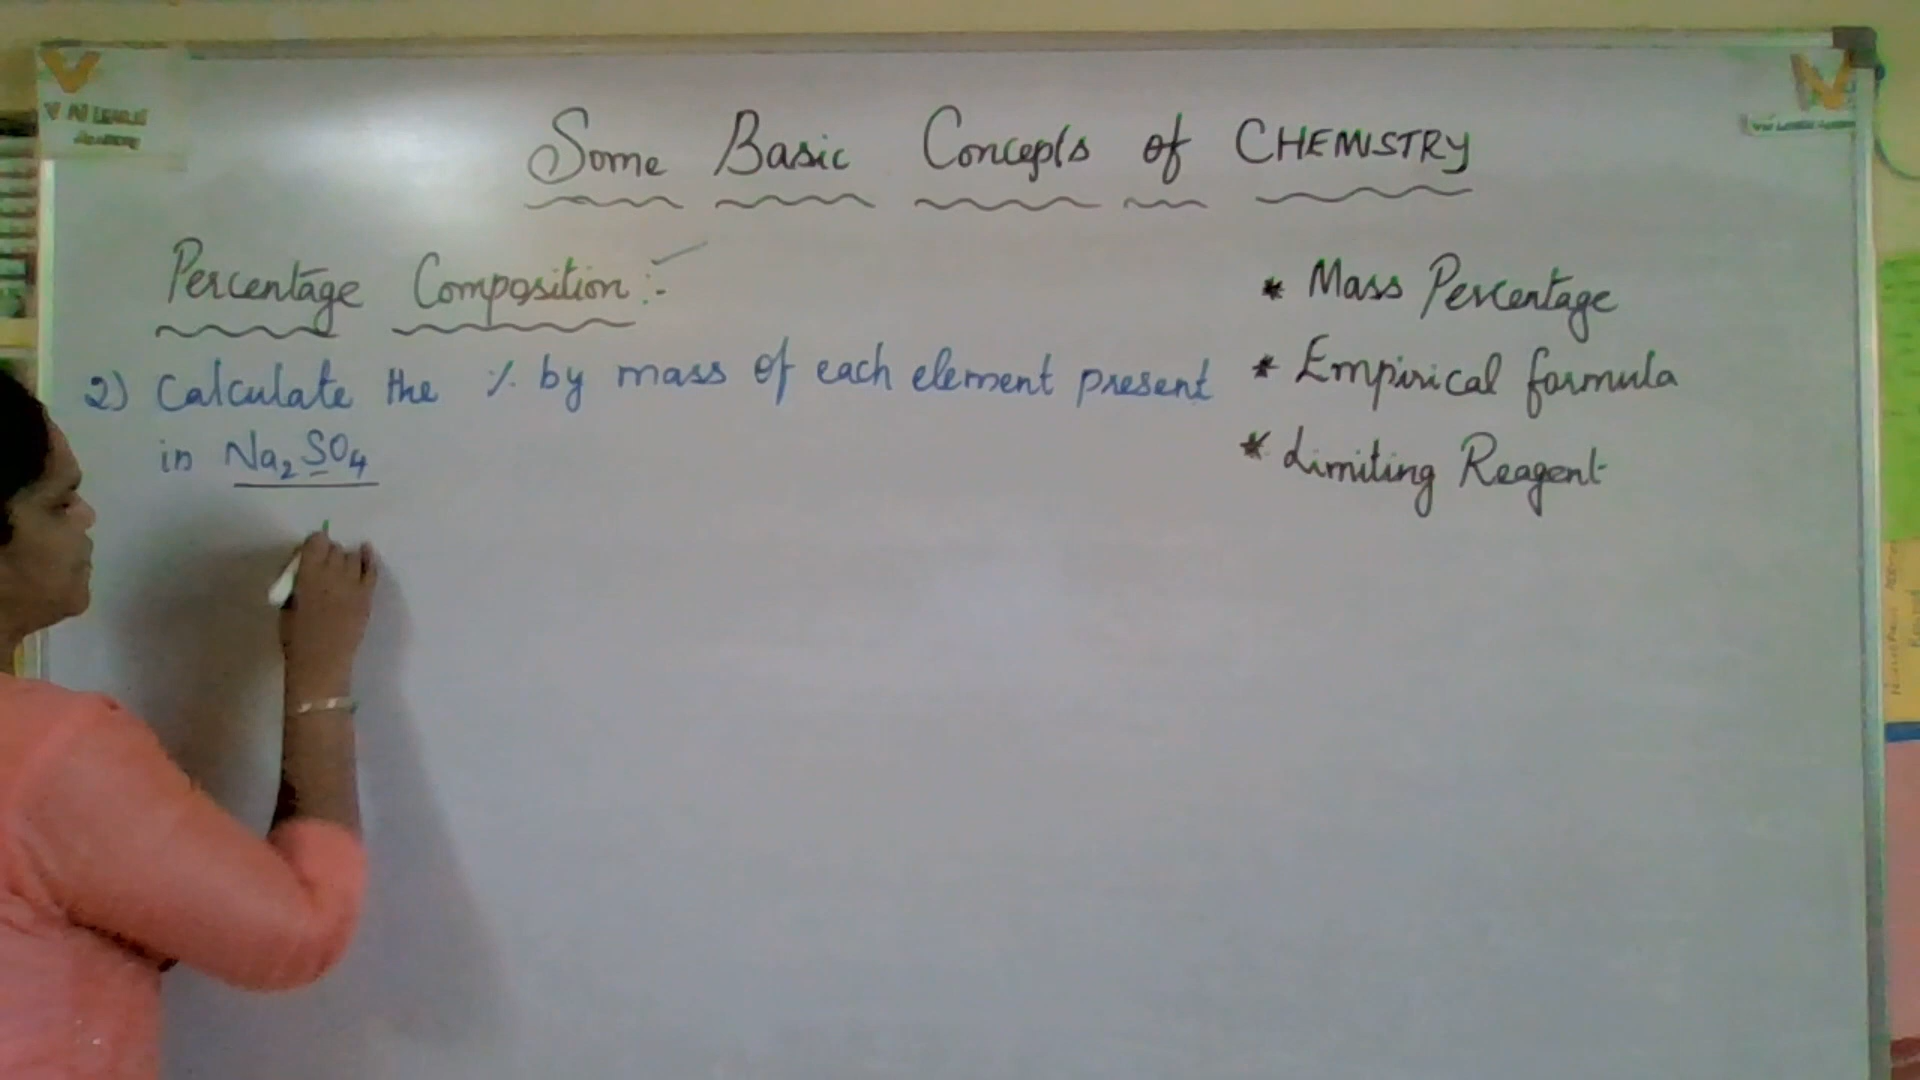 Some Basic Concepts of CHEMISTRY
Percentage Composition :-
2) Calculate the % by mass of each element present
in Na₂SO₄
* Mass Percentage
* Empirical formula
* Limiting Reagent